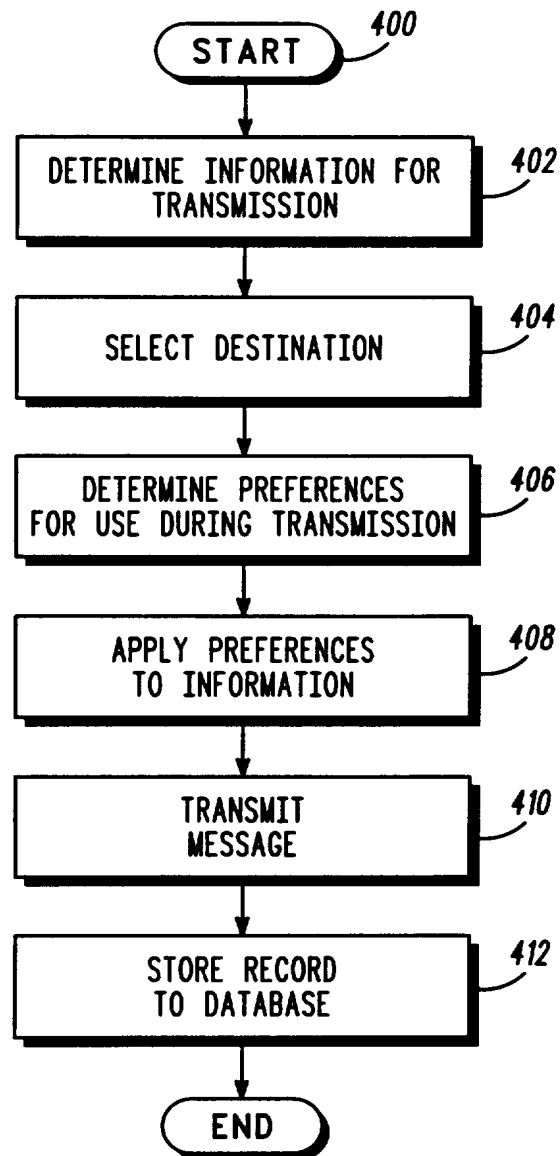 START
400
DETERMINE INFORMATION FOR
TRANSMISSION
402
SELECT DESTINATION
404
DETERMINE PREFERENCES
FOR USE DURING TRANSMISSION
406
APPLY PREFERENCES
TO INFORMATION
408
TRANSMIT
MESSAGE
410
STORE RECORD
TO DATABASE
412
END